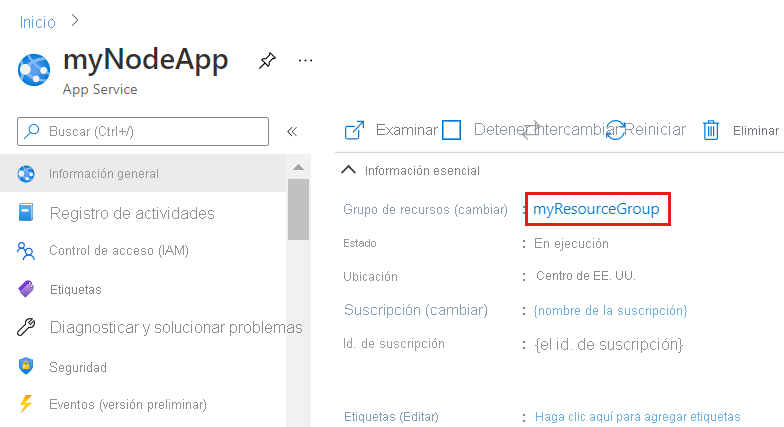 Inicio
myNodeApp
App Service
Buscar (Ctrl+/)
Información general
Registro de actividades
Control de acceso (IAM)
Etiquetas
Diagnosticar y solucionar problemas
Seguridad
Eventos (versión preliminar)
Examinar Detener Intercambiar Reiniciar Eliminar
Información esencial
Grupo de recursos (cambiar) : myResourceGroup
Estado : En ejecución
Ubicación : Centro de EE. UU.
Suscripción (cambiar) : {nombre de la suscripción}
Id. de suscripción : {el id. de suscripción}
Etiquetas (Editar) : Haga clic aquí para agregar etiquetas